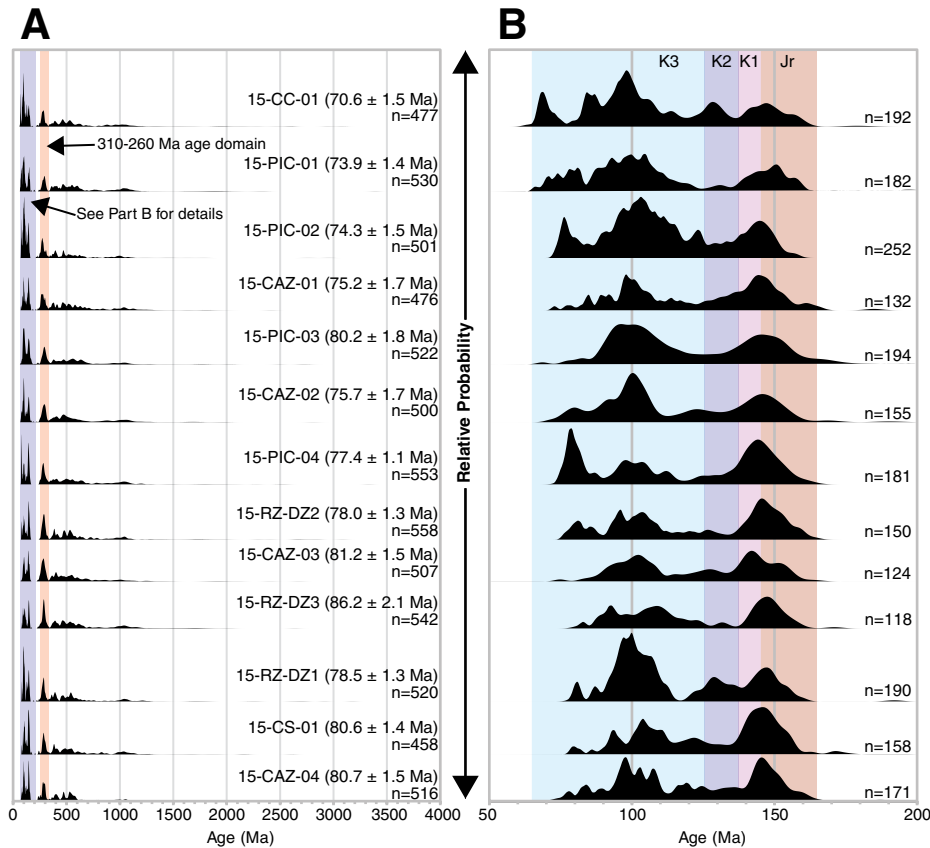 A
B
K3 K2 K1 Jr
15-CC-01 (70.6 ± 1.5 Ma)
n=477
n=192
310-260 Ma age domain
15-PIC-01 (73.9 ± 1.4 Ma)
n=530
n=182
See Part B for details
15-PIC-02 (74.3 ± 1.5 Ma)
n=501
n=252
15-CAZ-01 (75.2 ± 1.7 Ma)
n=476
n=132
15-PIC-03 (80.2 ± 1.8 Ma)
n=522
n=194
15-CAZ-02 (75.7 ± 1.7 Ma)
n=500
n=155
15-PIC-04 (77.4 ± 1.1 Ma)
n=553
n=181
15-RZ-DZ2 (78.0 ± 1.3 Ma)
n=558
n=150
15-CAZ-03 (81.2 ± 1.5 Ma)
n=507
n=124
15-RZ-DZ3 (86.2 ± 2.1 Ma)
n=542
n=118
15-RZ-DZ1 (78.5 ± 1.3 Ma)
n=520
n=190
15-CS-01 (80.6 ± 1.4 Ma)
n=458
n=158
15-CAZ-04 (80.7 ± 1.5 Ma)
n=516
n=171
Relative Probability
0 500 1000 1500 2000 2500 3000 3500 4000
Age (Ma)
50 100 150 200
Age (Ma)